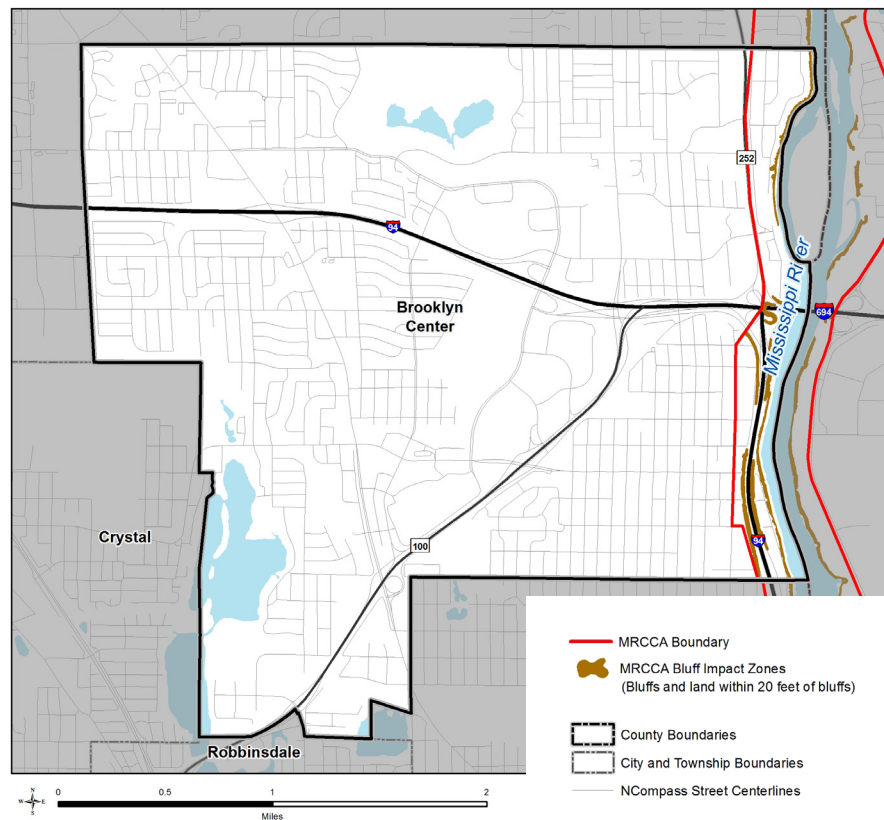 252
94
Brooklyn
Center
Mississippi River
694
Crystal
100
94
Robbinsdale
MRCCA Boundary
MRCCA Bluff Impact Zones
(Bluffs and land within 20 feet of bluffs)
County Boundaries
City and Township Boundaries
NCompass Street Centerlines
N
W E
S
0 0.5 1 2
Miles